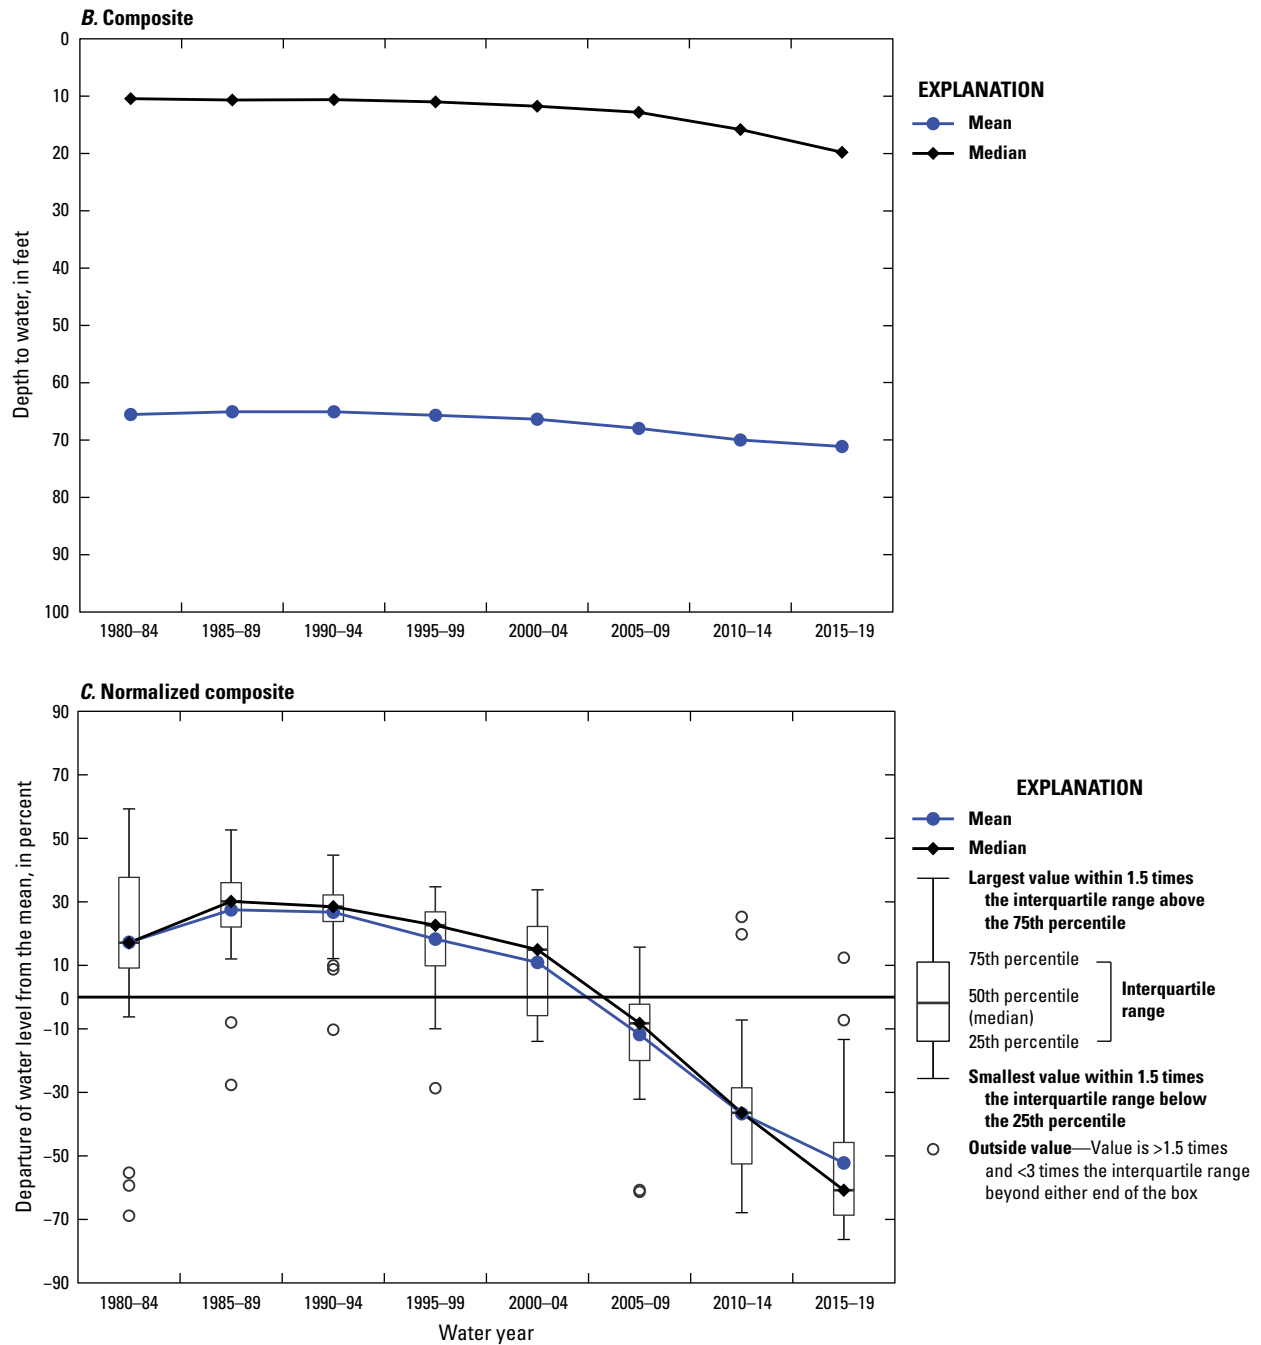 B. Composite
0
10
20
30
40
50
60
70
80
90
100
Depth to water, in feet
1980–84 1985–89 1990–94 1995–99 2000–04 2005–09 2010–14 2015–19
EXPLANATION
Mean
Median
C. Normalized composite
90
70
50
30
10
0
–10
–30
–50
–70
–90
Departure of water level from the mean, in percent
1980–84 1985–89 1990–94 1995–99 2000–04 2005–09 2010–14 2015–19
Water year
EXPLANATION
Mean
Median
Largest value within 1.5 times
the interquartile range above
the 75th percentile
75th percentile
50th percentile
(median)
25th percentile
Interquartile
range
Smallest value within 1.5 times
the interquartile range below
the 25th percentile
Outside value—Value is >1.5 times
and <3 times the interquartile range
beyond either end of the box